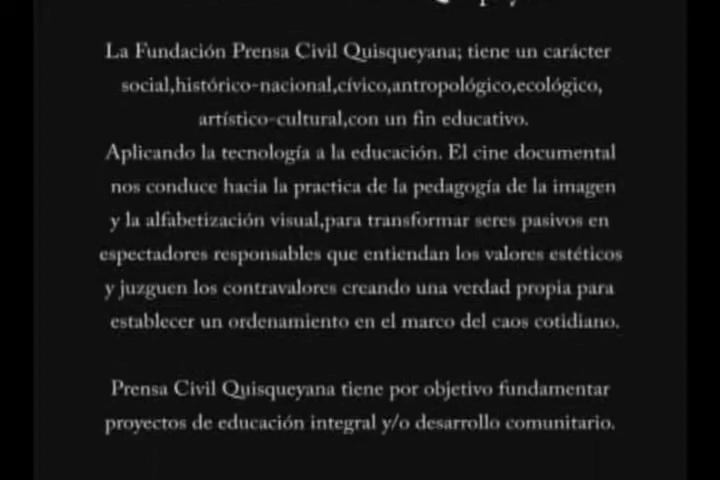 La Fundación Prensa Civil Quisqueyana; tiene un carácter
social,histórico-nacional,cívico,antropológico,ecológico,
artístico-cultural,con un fin educativo.
Aplicando la tecnología a la educación. El cine documental
nos conduce hacia la practica de la pedagogía de la imagen
y la alfabetización visual,para transformar seres pasivos en
espectadores responsables que entiendan los valores estéticos
y juzguen los contravalores creando una verdad propia para
establecer un ordenamiento en el marco del caos cotidiano.
Prensa Civil Quisqueyana tiene por objetivo fundamentar
proyectos de educación integral y/o desarrollo comunitario.